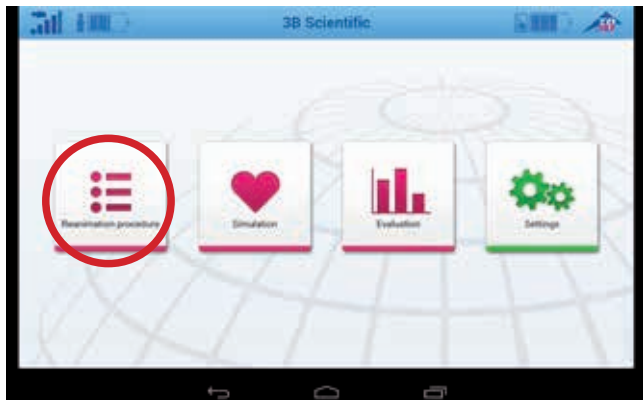 3B Scientific
Reanimation procedure
Simulation
Evaluation
Settings